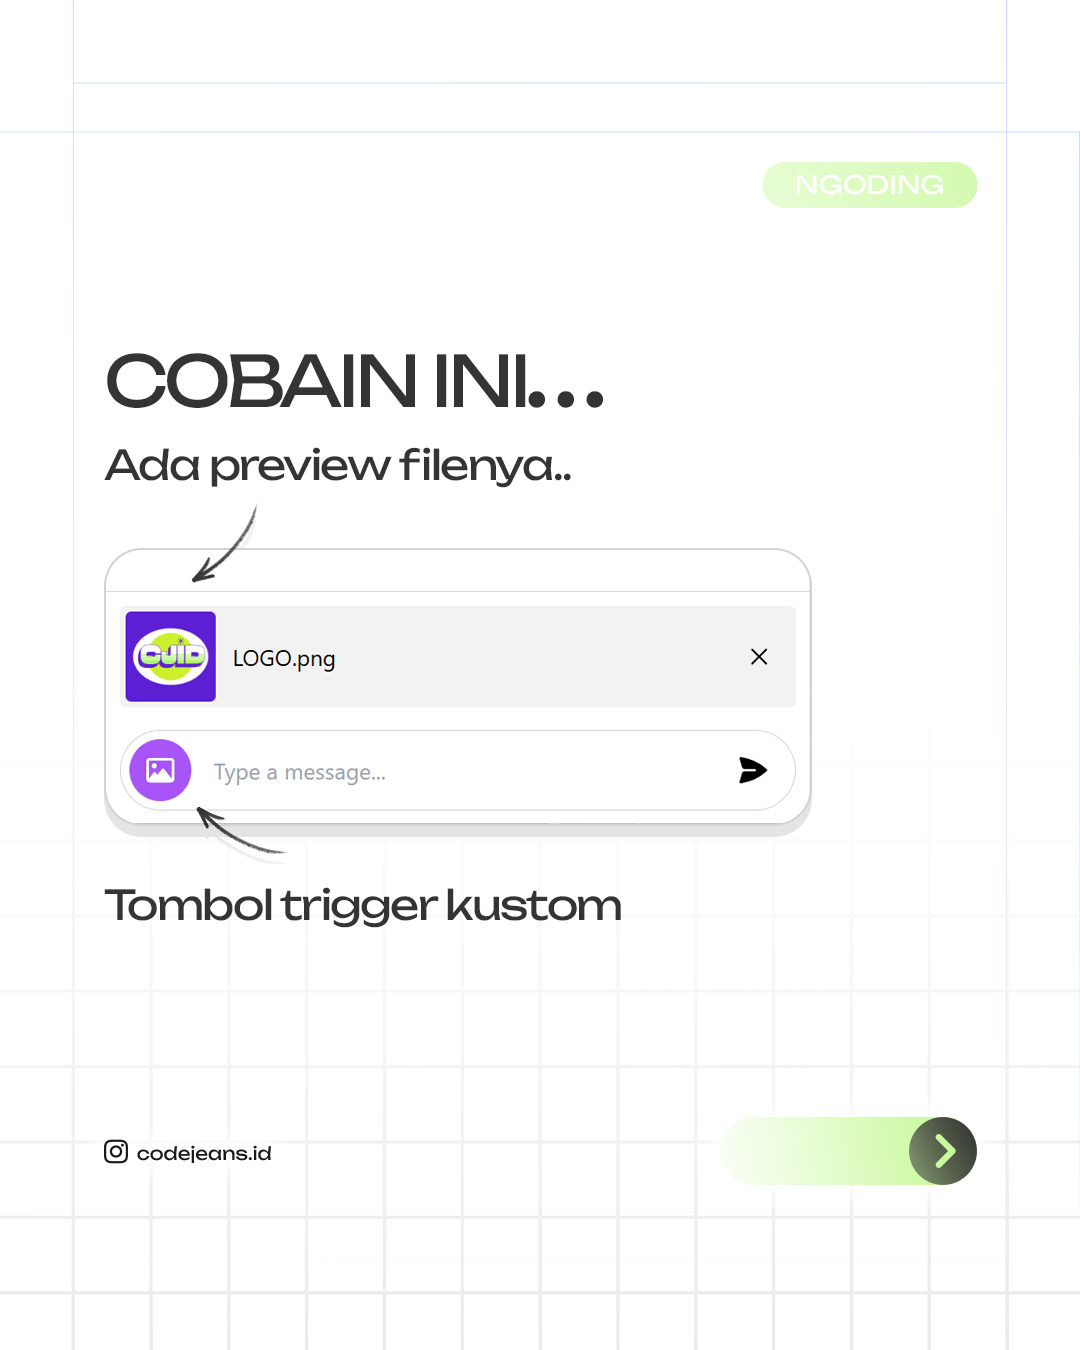 NGODING
COBAIN INI...
Ada preview filenya..
CJID
LOGO.png
Type a message...
Tombol trigger kustom
codejeans.id